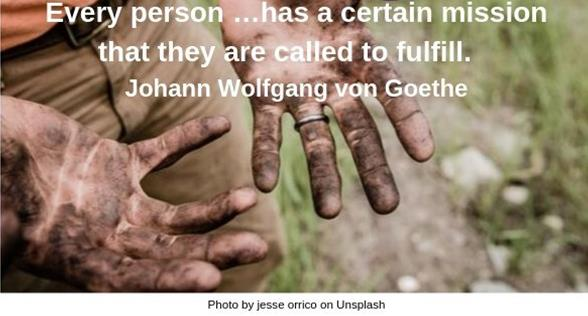 Every person ...has a certain mission
that they are called to fulfill.
Johann Wolfgang von Goethe
Photo by jesse orrico on Unsplash